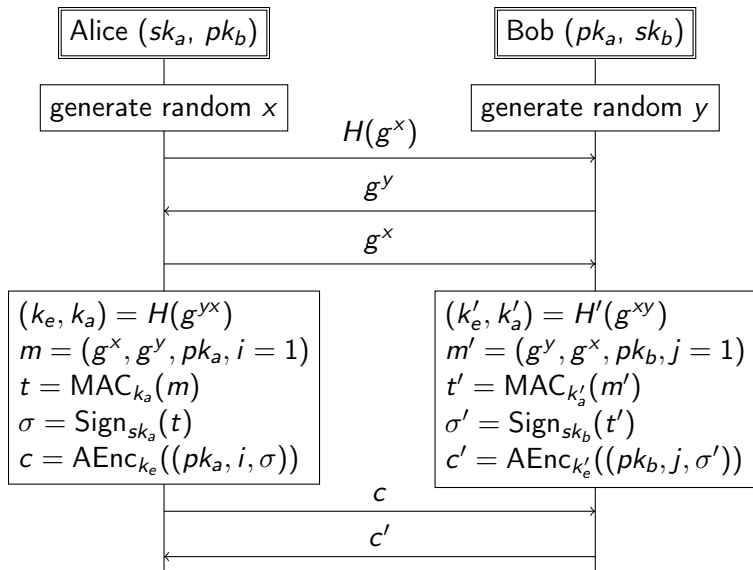 Alice (sk_a, pk_b)
Bob (pk_a, sk_b)
generate random x
generate random y
H(g^x)
g^y
g^x
(k_e, k_a) = H(g^{yx})
m = (g^x, g^y, pk_a, i = 1)
t = MAC_{k_a}(m)
σ = Sign_{sk_a}(t)
c = AEnc_{k_e}((pk_a, i, σ))
(k'_e, k'_a) = H'(g^{xy})
m' = (g^y, g^x, pk_b, j = 1)
t' = MAC_{k'_a}(m')
σ' = Sign_{sk_b}(t')
c' = AEnc_{k'_e}((pk_b, j, σ'))
c
c'